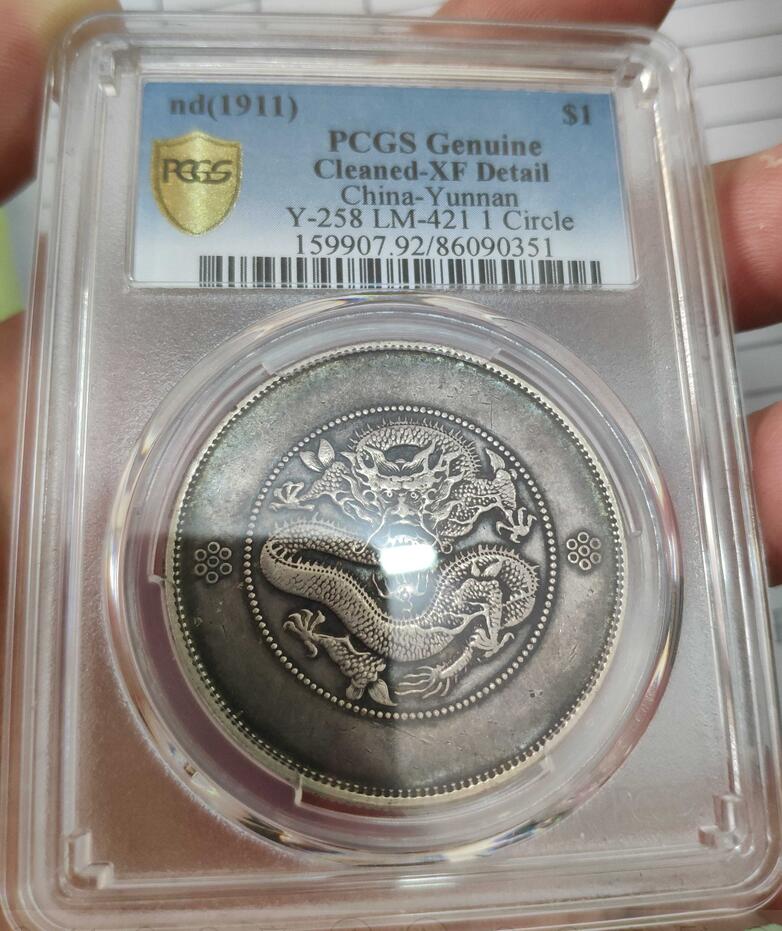 nd(1911) $1
PCGS Genuine
PCGS
Cleaned-XF Detail
China-Yunnan
Y-258 LM-421 1 Circle
159907.92/86090351